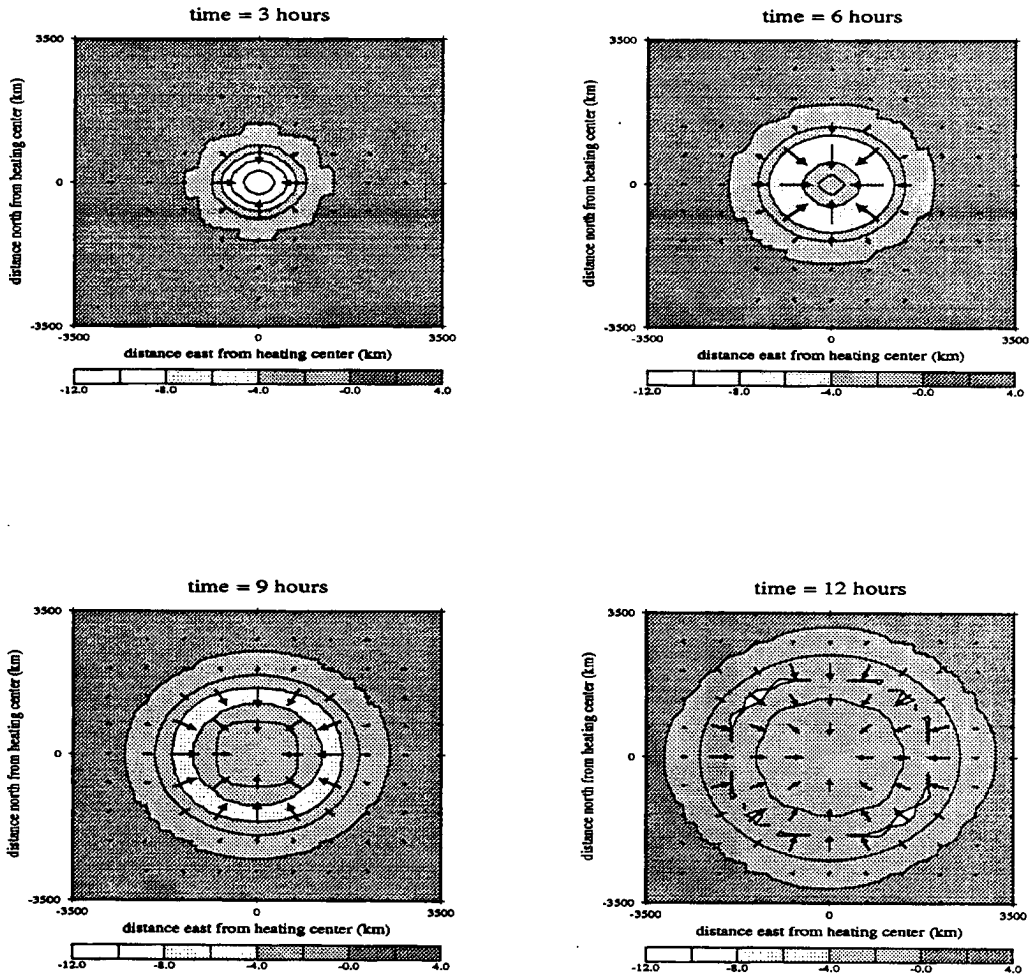 time = 3 hours
3500
distance north from heating center (km)
0
-3500
-3500 0 3500
distance east from heating center (km)
-12.0 -8.0 -4.0 -0.0 4.0
time = 6 hours
3500
distance north from heating center (km)
0
-3500
-3500 0 3500
distance east from heating center (km)
-12.0 -8.0 -4.0 -0.0 4.0
time = 9 hours
3500
distance north from heating center (km)
0
-3500
-3500 0 3500
distance east from heating center (km)
-12.0 -8.0 -4.0 -0.0 4.0
time = 12 hours
3500
distance north from heating center (km)
0
-3500
-3500 0 3500
distance east from heating center (km)
-12.0 -8.0 -4.0 -0.0 4.0